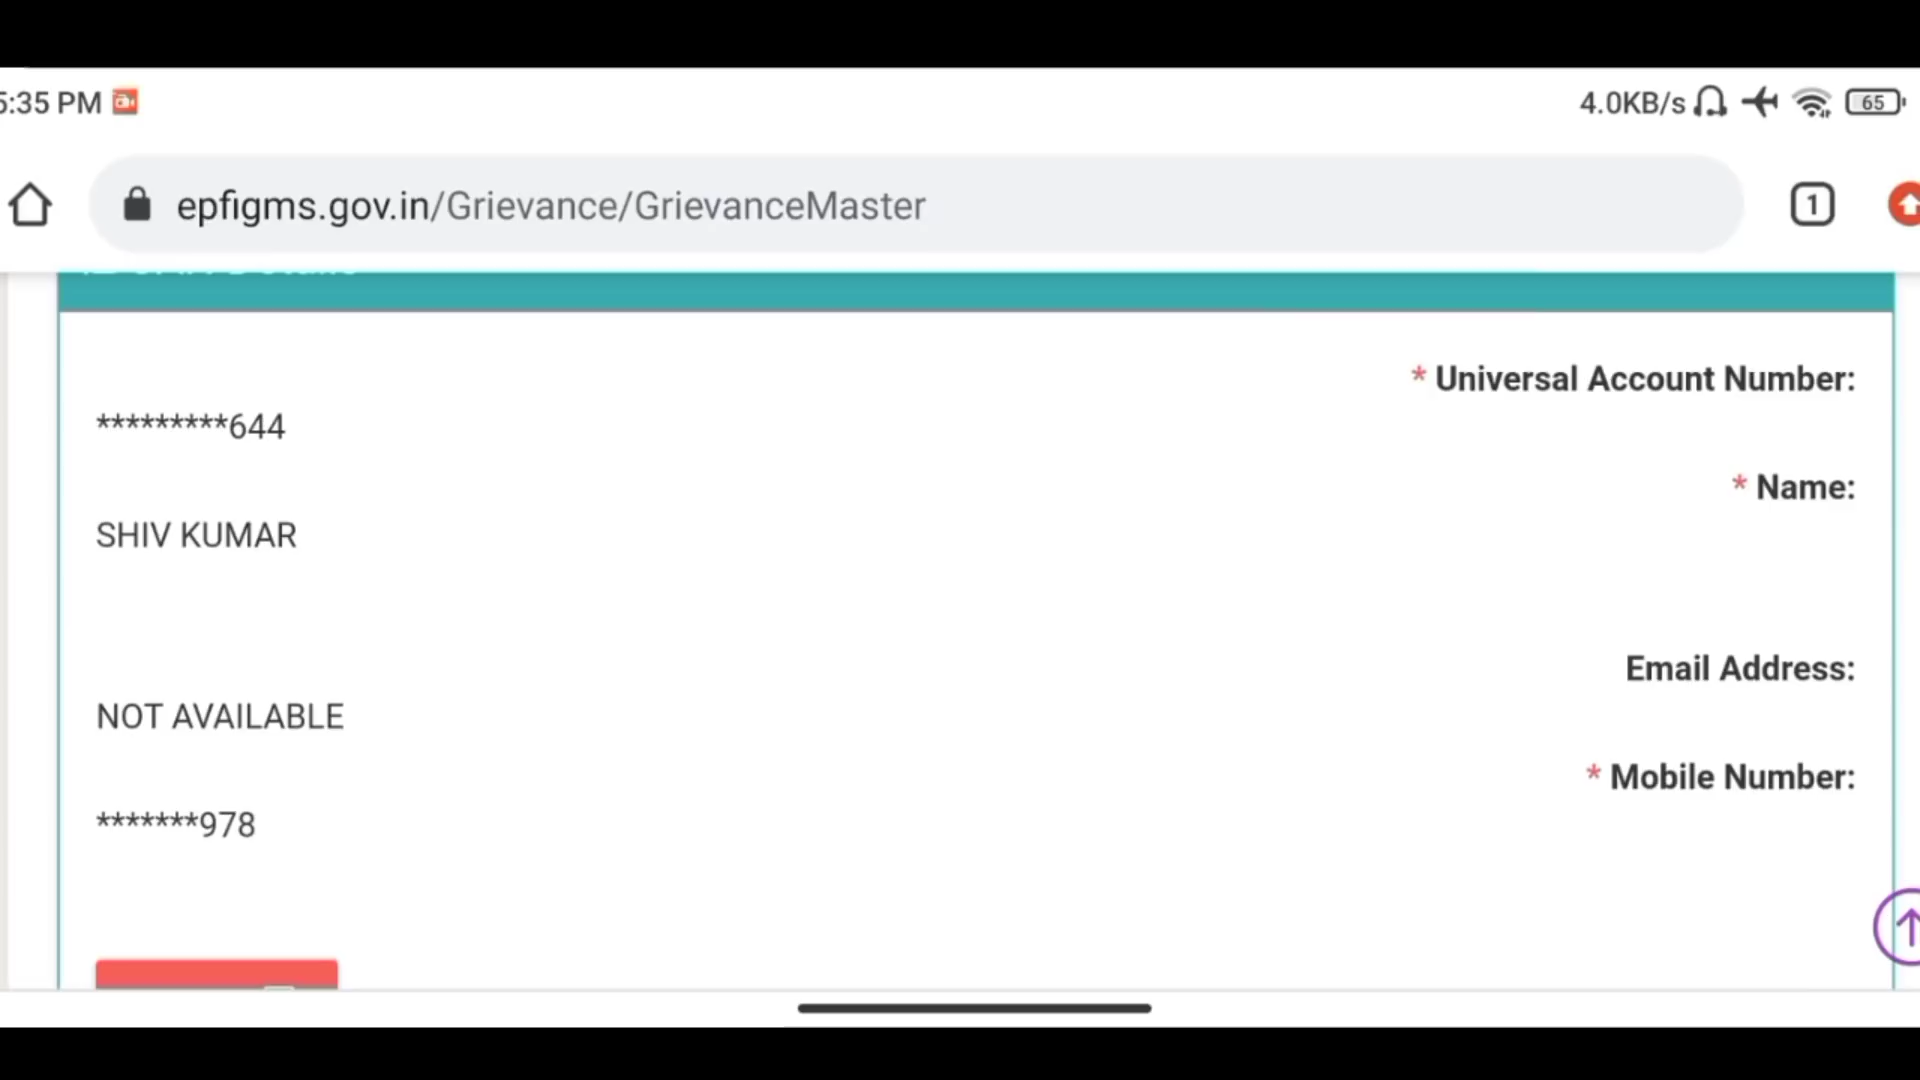 5:35 PM
4.0KB/s 65
epfigms.gov.in/Grievance/GrievanceMaster
1
* Universal Account Number:
*********644
* Name:
SHIV KUMAR
Email Address:
NOT AVAILABLE
* Mobile Number:
*******978